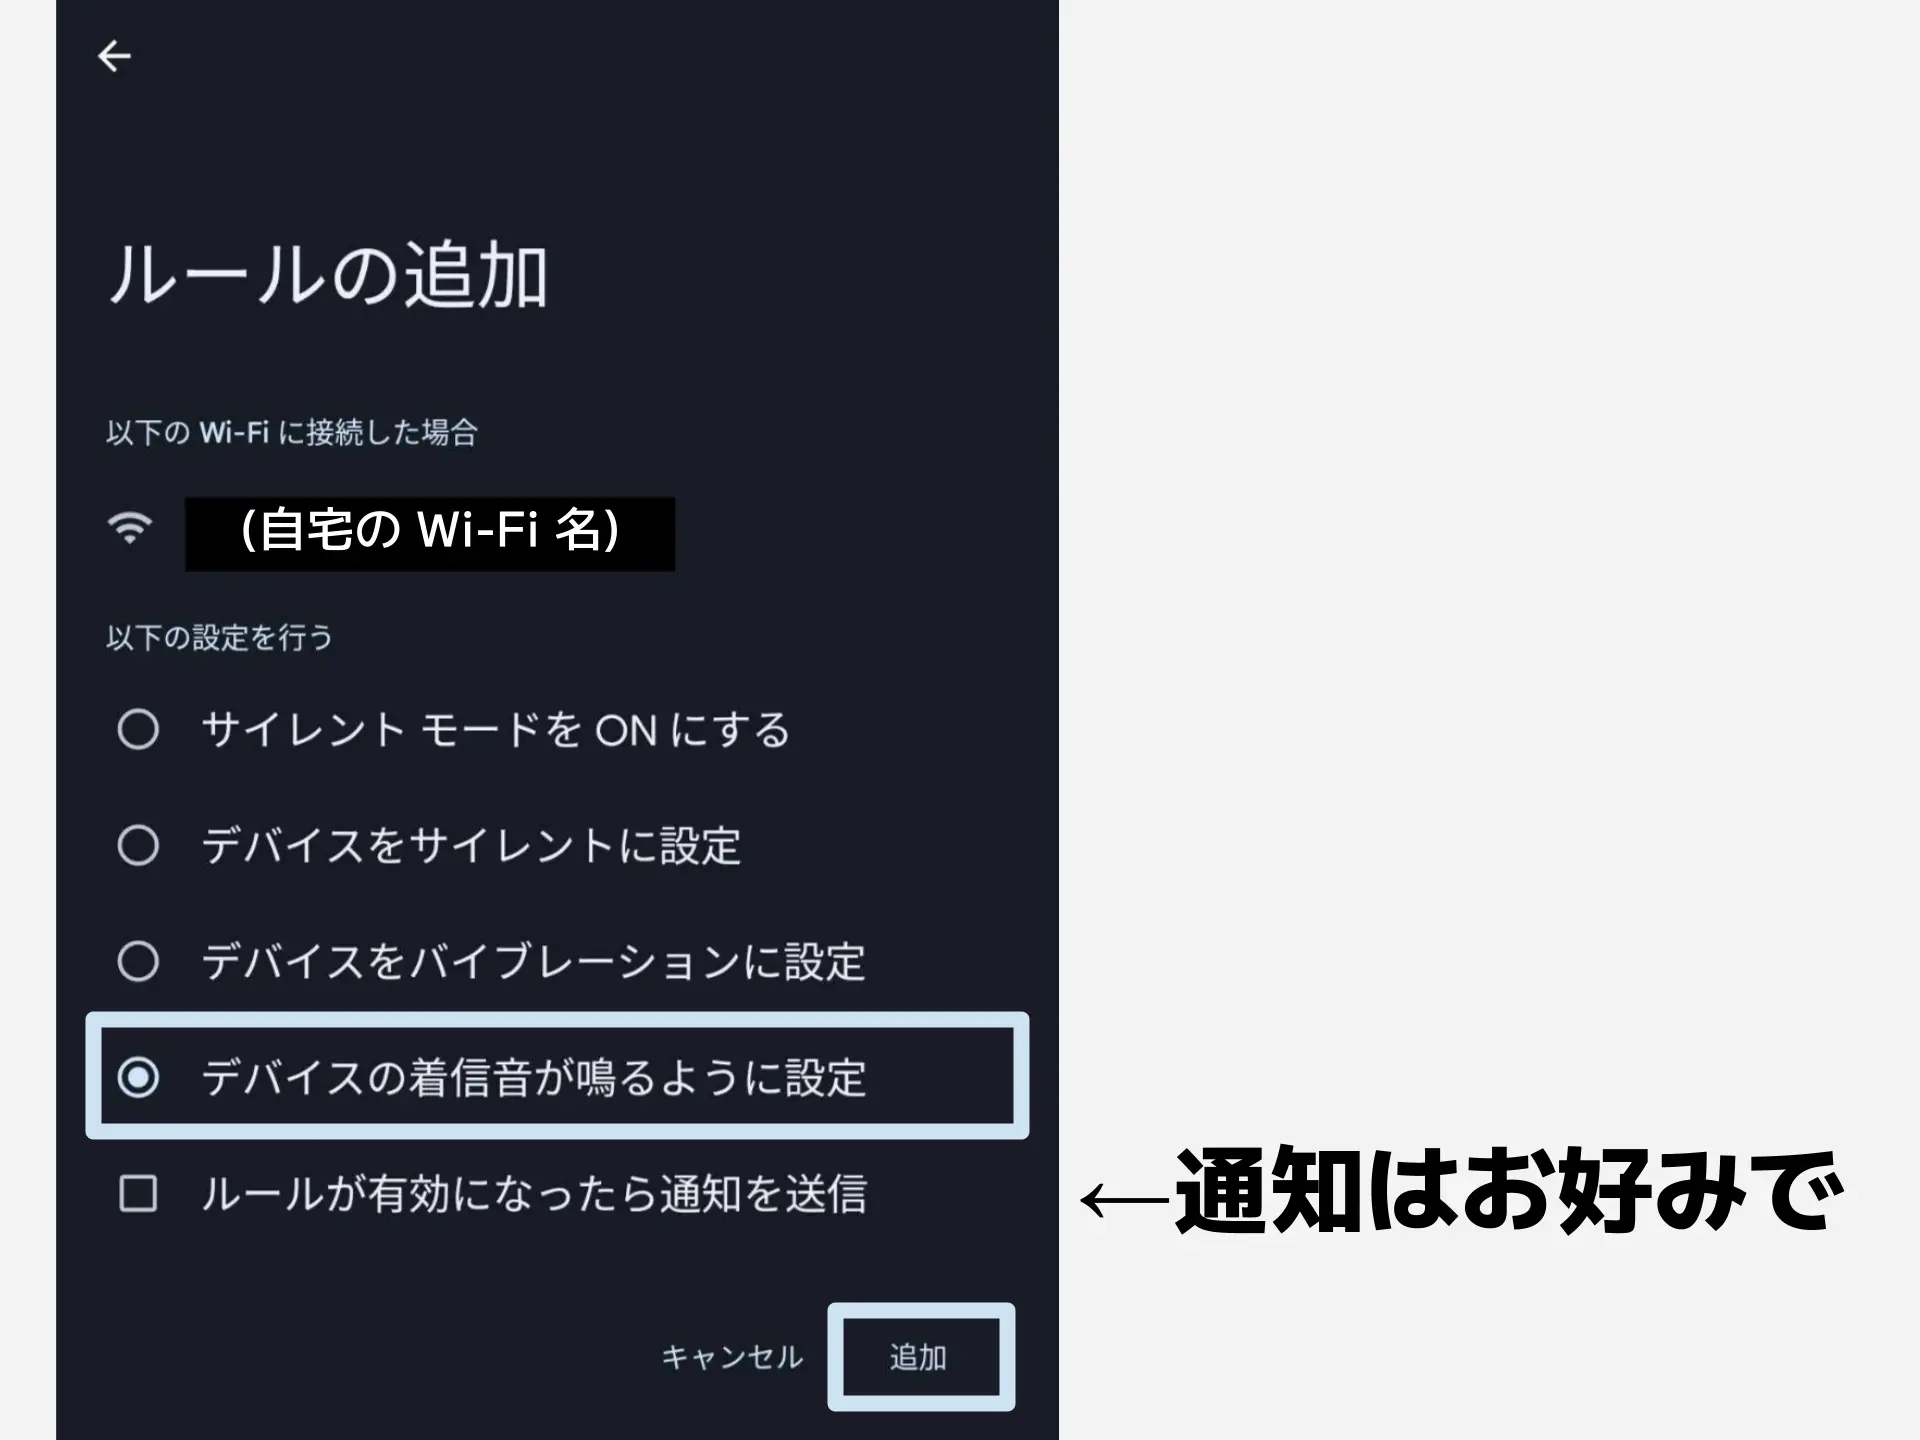 ルールの追加
以下の Wi-Fi に接続した場合
(自宅の Wi-Fi 名)
以下の設定を行う
サイレント モードを ON にする
デバイスをサイレントに設定
デバイスをバイブレーションに設定
デバイスの着信音が鳴るように設定
ルールが有効になったら通知を送信
←通知はお好みで
キャンセル
追加